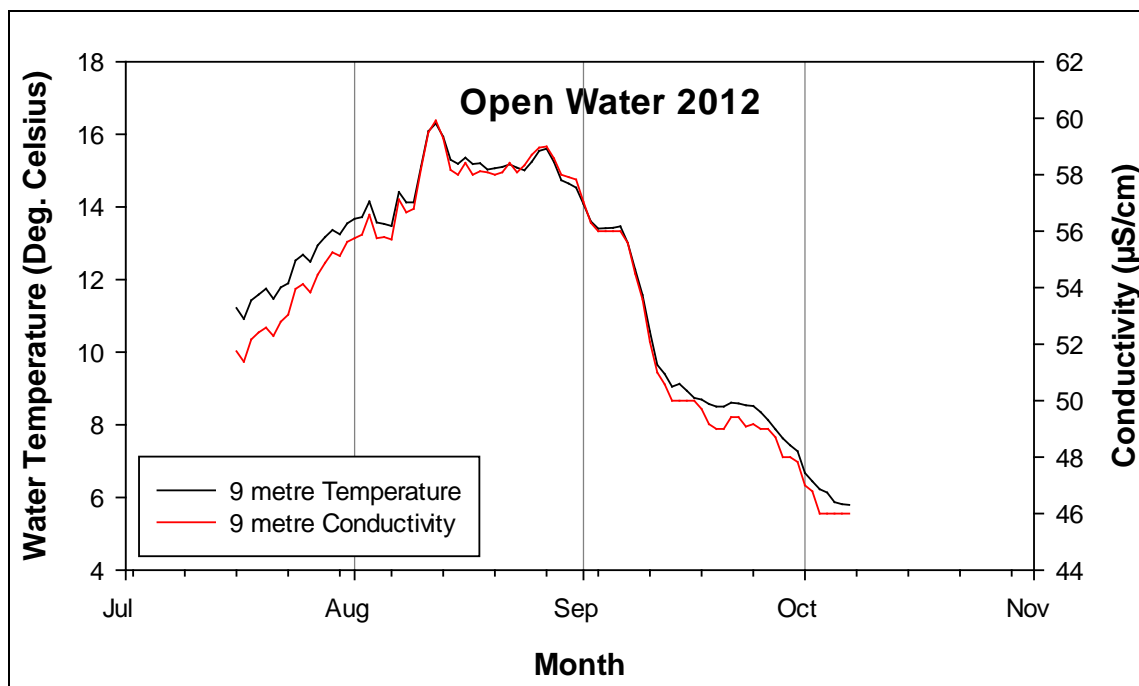 Open Water 2012
Water Temperature (Deg. Celsius)
18
16
14
12
10
8
6
4
62
60
58
56
54
52
50
48
46
44
Conductivity (µS/cm)
9 metre Temperature
9 metre Conductivity
Jul
Aug
Sep
Oct
Nov
Month